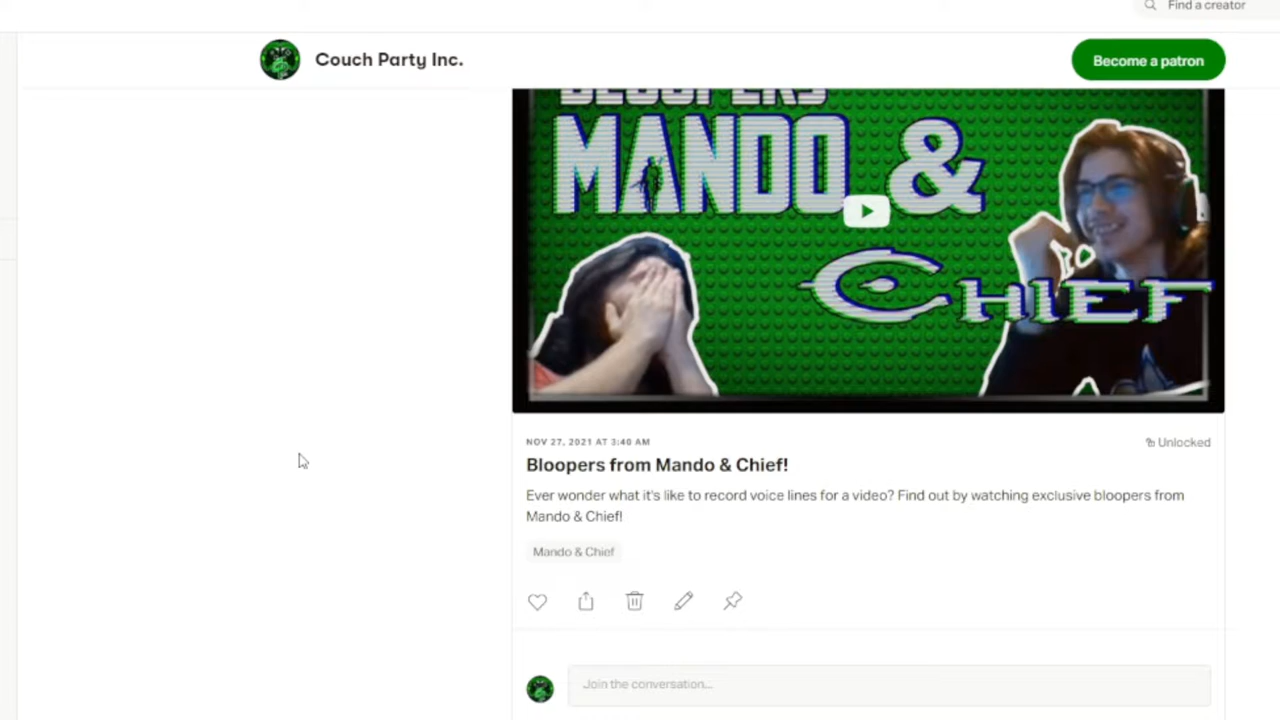 Find a creator
Couch Party Inc.
Become a patron
BLOOPERS
MANDO &
CHIEF
NOV 27, 2021 AT 3:40 AM
Unlocked
Bloopers from Mando & Chief!
Ever wonder what it's like to record voice lines for a video? Find out by watching exclusive bloopers from
Mando & Chief!
Mando & Chief
Join the conversation...